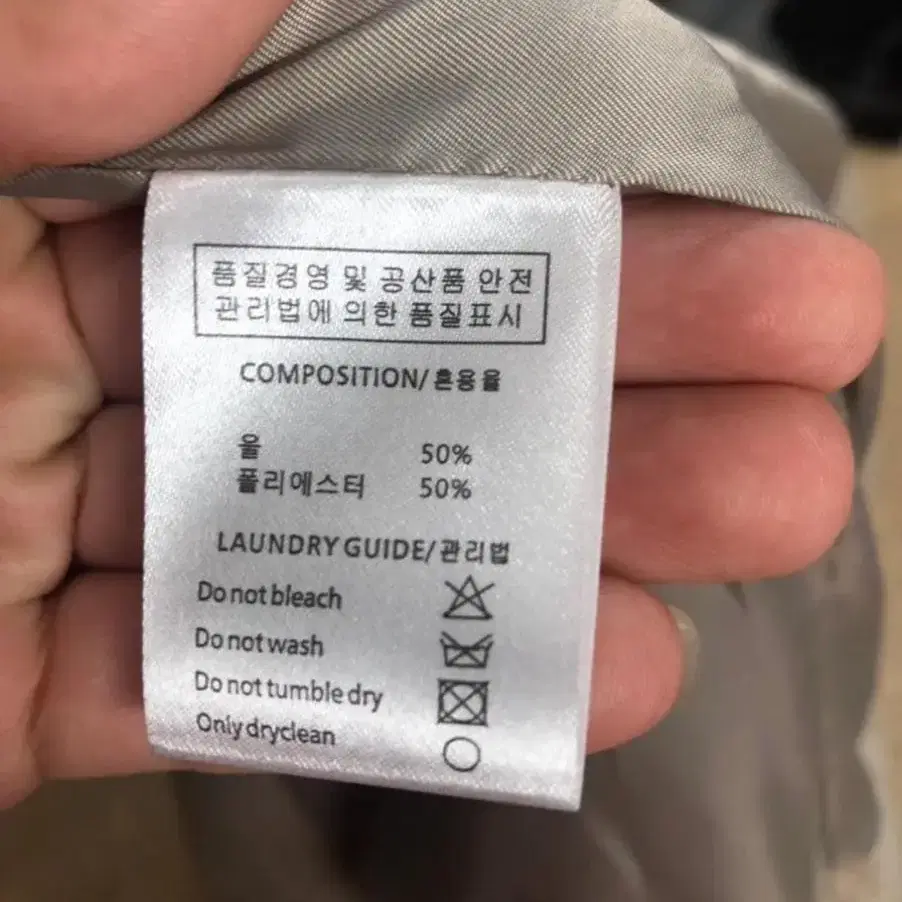 품질경영 및 공산품 안전
관리법에 의한 품질표시
COMPOSITION/혼용율
울 50%
폴리에스터 50%
LAUNDRY GUIDE/관리법
Do not bleach
Do not wash
Do not tumble dry
Only dryclean